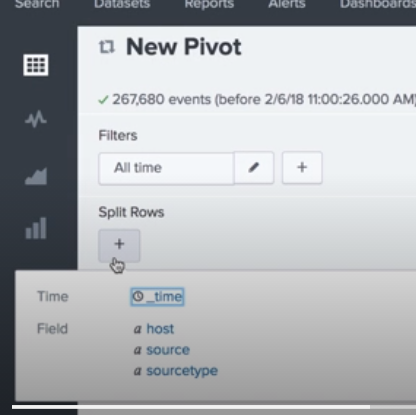 Search Datasets Reports Alerts Dashboards
New Pivot
267,680 events (before 2/6/18 11:00:26.000 AM)
Filters
All time
+
Split Rows
+
Time _time
Field a host
a source
a sourcetype